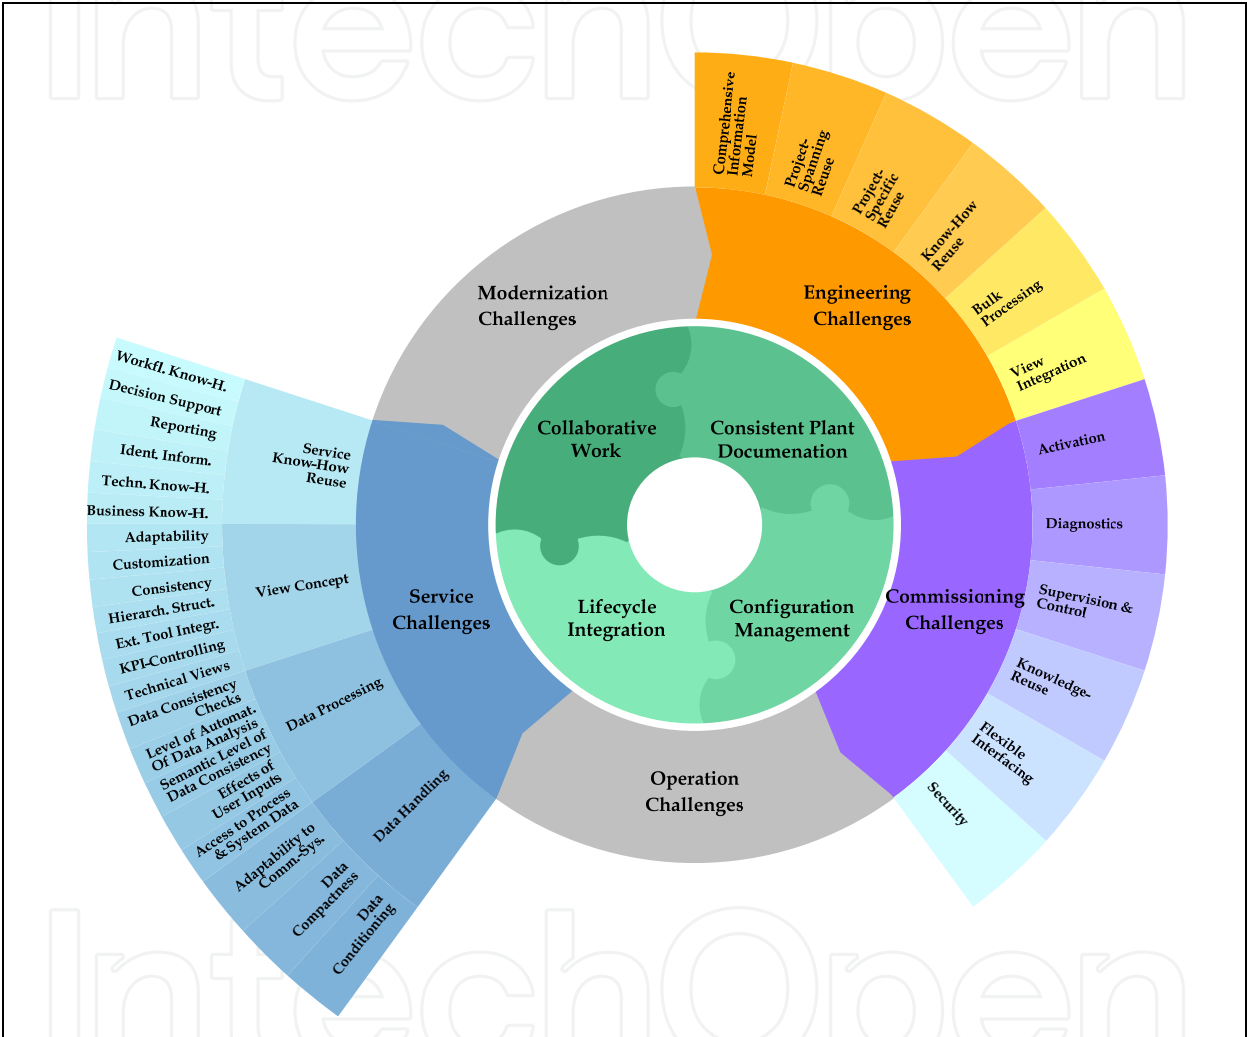 IntechOpen
Comprehensive
Information
Model
Project-
Spanning
Reuse
Project-
Specific
Reuse
Know-How
Reuse
Bulk
Processing
View
Integration
Modernization
Challenges
Engineering
Challenges
Collaborative
Work
Consistent Plant
Documenation
Lifecycle
Integration
Configuration
Management
Service
Challenges
Commissioning
Challenges
Operation
Challenges
Activation
Diagnostics
Supervision &
Control
Knowledge-
Reuse
Flexible
Interfacing
Security
Service
Know-How
Reuse
View Concept
Data Processing
Data Handling
Workfl. Know-H.
Decision Support
Reporting
Ident. Inform.
Techn. Know-H.
Business Know-H.
Adaptability
Customization
Consistency
Hierarch. Struct.
Ext. Tool Integr.
KPI-Controlling
Technical Views
Data Consistency
Checks
Level of Automat.
Of Data Analysis
Semantic Level of
Data Consistency
Effects of
User Inputs
Access to Process
& System Data
Adaptability to
Comm.-Sys.
Data
Compactness
Data
Conditioning
IntechOpen